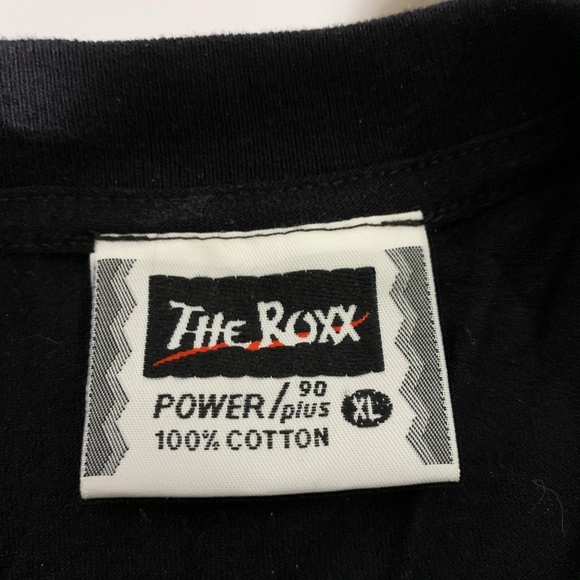 THE ROXX
POWER/90 plus XL
100% COTTON